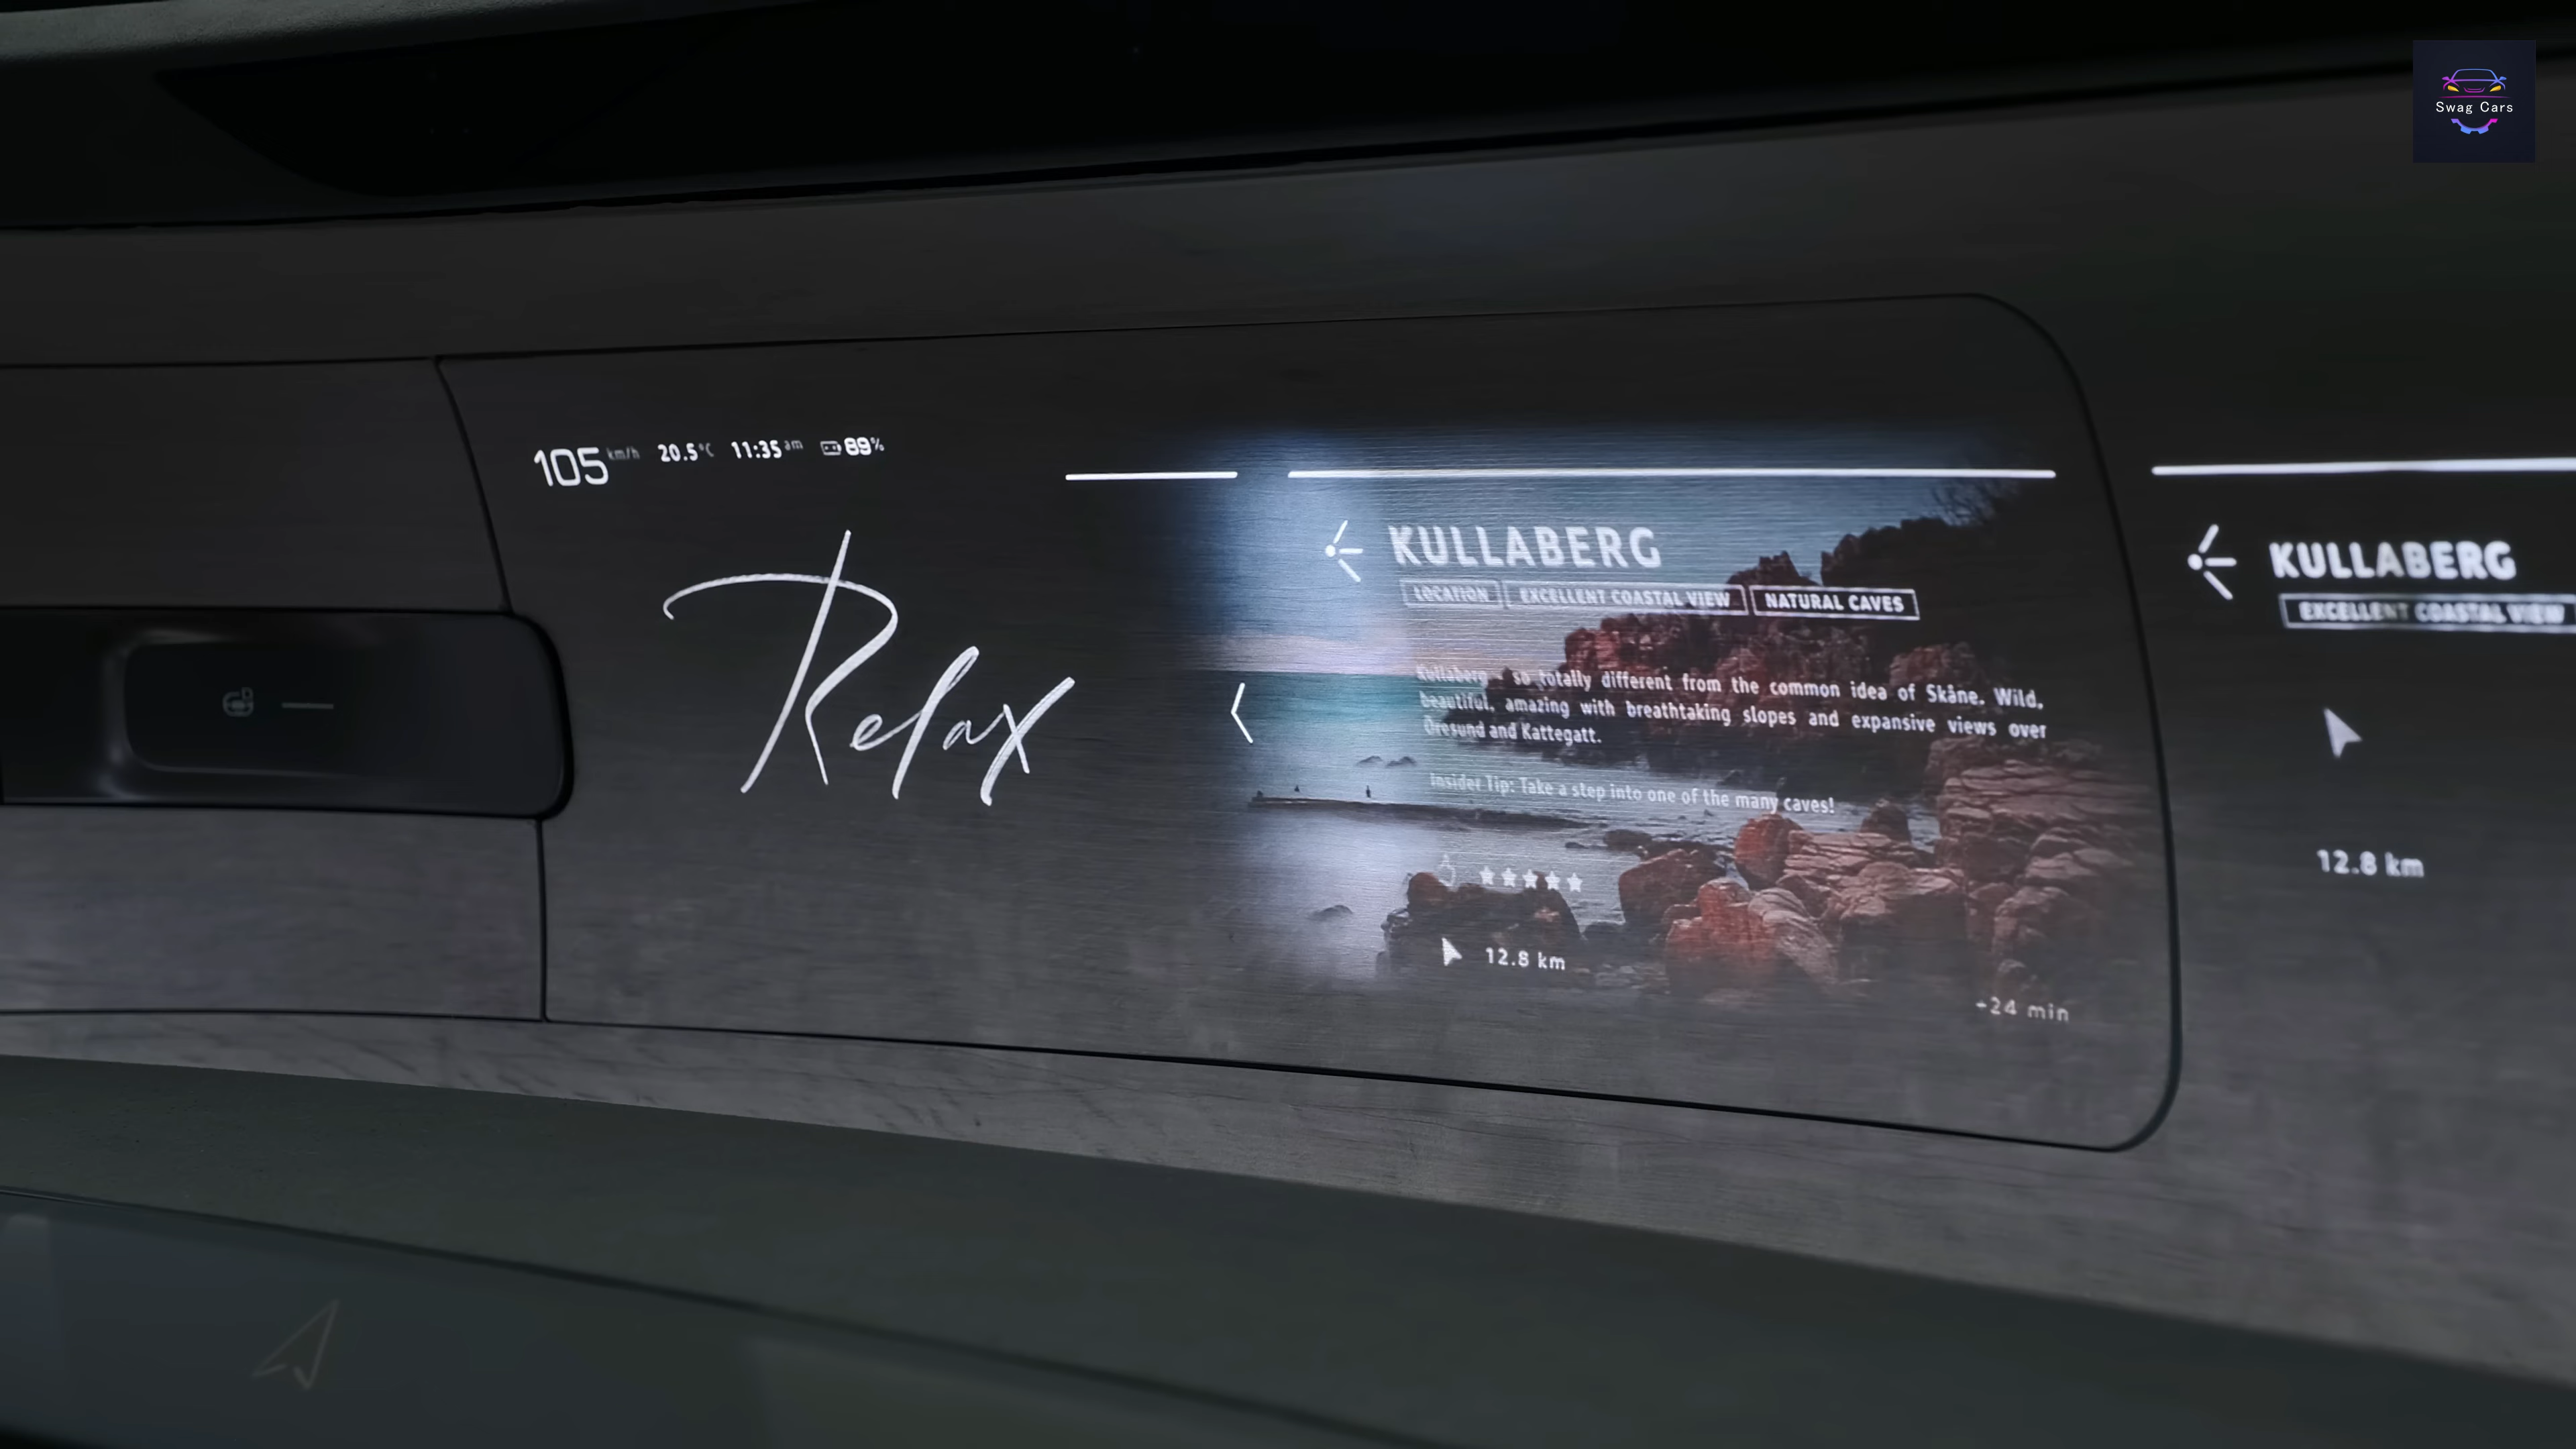 Swag Cars
105 km/h 20.5°C 11:35 am 89%
Relax
KULLABERG
LOCATION EXCELLENT COASTAL VIEW NATURAL CAVES
Kullaberg - so totally different from the common idea of Skåne. Wild,
beautiful, amazing with breathtaking slopes and expansive views over
Öresund and Kattegatt.
Insider Tip: Take a step into one of the many caves!
12.8 km
+24 min
KULLABERG
EXCELLENT COASTAL VIEW
12.8 km